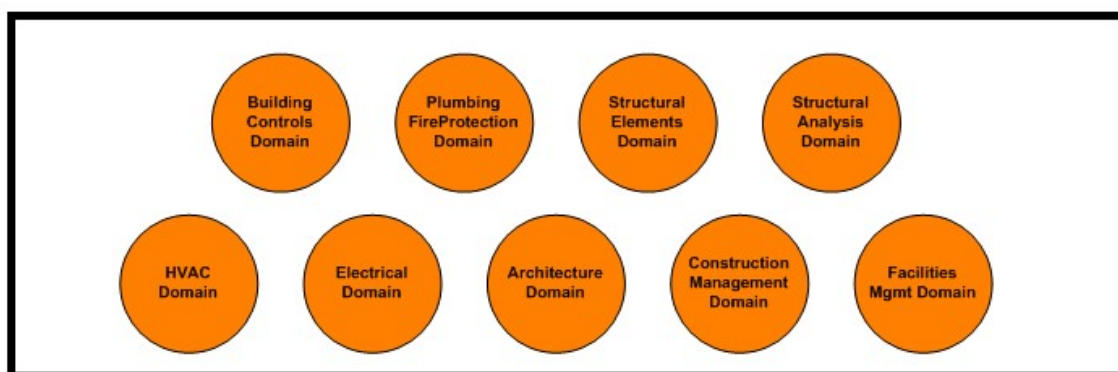 Building
Controls
Domain
Plumbing
FireProtection
Domain
Structural
Elements
Domain
Structural
Analysis
Domain
HVAC
Domain
Electrical
Domain
Architecture
Domain
Construction
Management
Domain
Facilities
Mgmt Domain